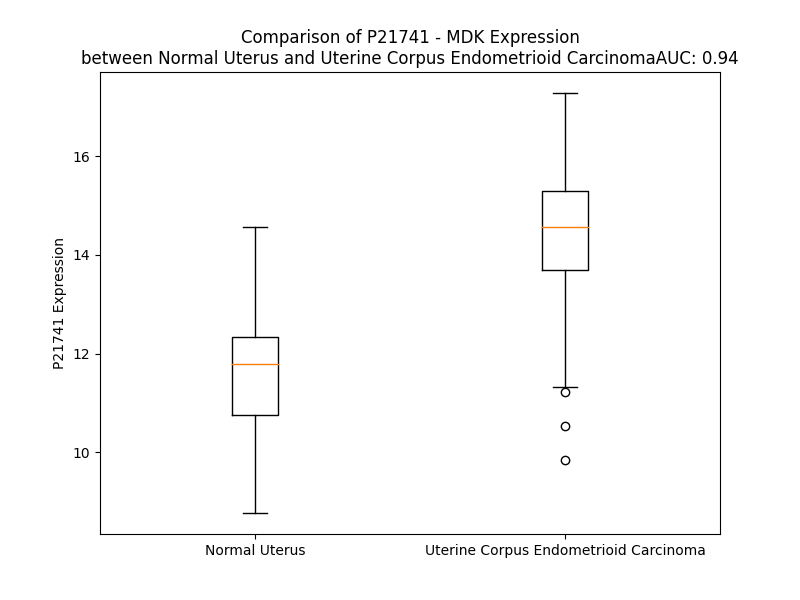 Comparison of P21741 - MDK Expression
between Normal Uterus and Uterine Corpus Endometrioid CarcinomaAUC: 0.94
P21741 Expression
16
14
12
10
Normal Uterus
Uterine Corpus Endometrioid Carcinoma